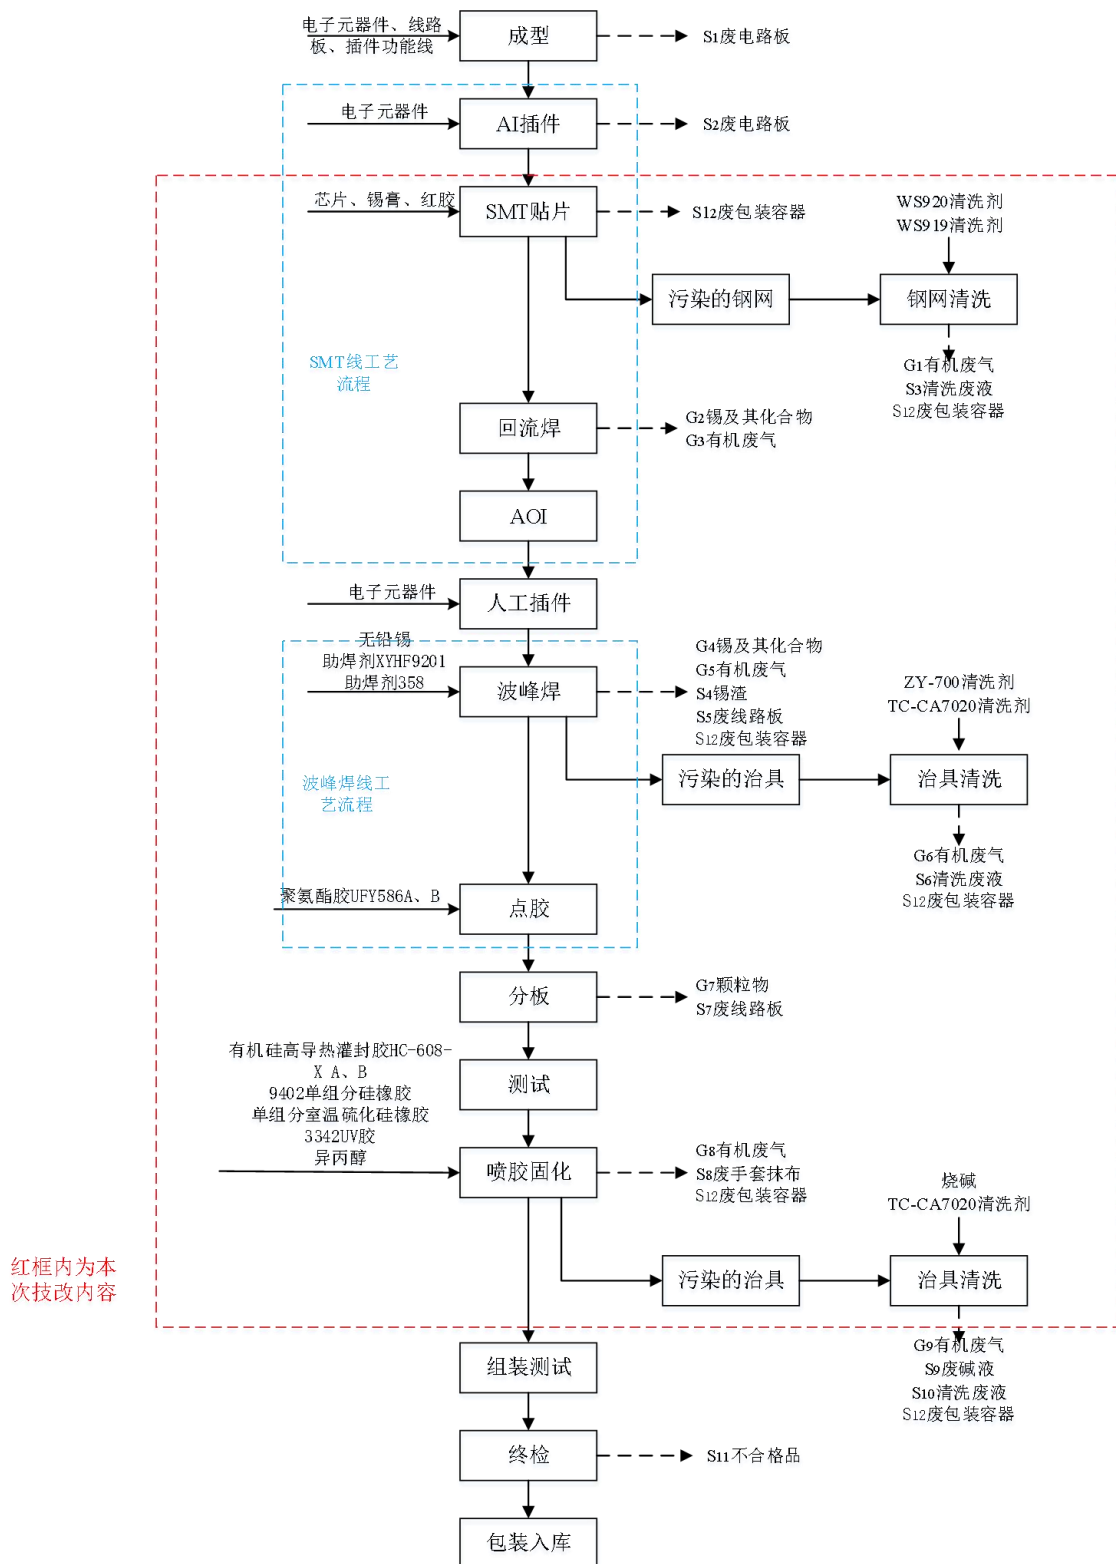 电子元器件、线路
板、插件功能线
成型
S1废电路板
电子元器件
AI插件
S2废电路板
芯片、锡膏、红胶
SMT贴片
S12废包装容器
WS920清洗剂
WS919清洗剂
污染的钢网
钢网清洗
G1有机废气
S3清洗废液
S12废包装容器
SMT线工艺
流程
回流焊
G2锡及其化合物
G3有机废气
AOI
电子元器件
人工插件
无铅锡
助焊剂XYHF9201
助焊剂358
波峰焊
G4锡及其化合物
G5有机废气
S4锡渣
S5废线路板
S12废包装容器
ZY-700清洗剂
TC-CA7020清洗剂
污染的治具
治具清洗
G6有机废气
S6清洗废液
S12废包装容器
波峰焊线工
艺流程
聚氨酯胶UFY586A、B
点胶
分板
G7颗粒物
S7废线路板
测试
有机硅高导热灌封胶HC-608-
X A、B
9402单组分硅橡胶
单组分室温硫化硅橡胶
3342UV胶
异丙醇
喷胶固化
G8有机废气
S8废手套抹布
S12废包装容器
烧碱
TC-CA7020清洗剂
污染的治具
治具清洗
G9有机废气
S9废碱液
S10清洗废液
S12废包装容器
红框内为本
次技改内容
组装测试
终检
S11不合格品
包装入库